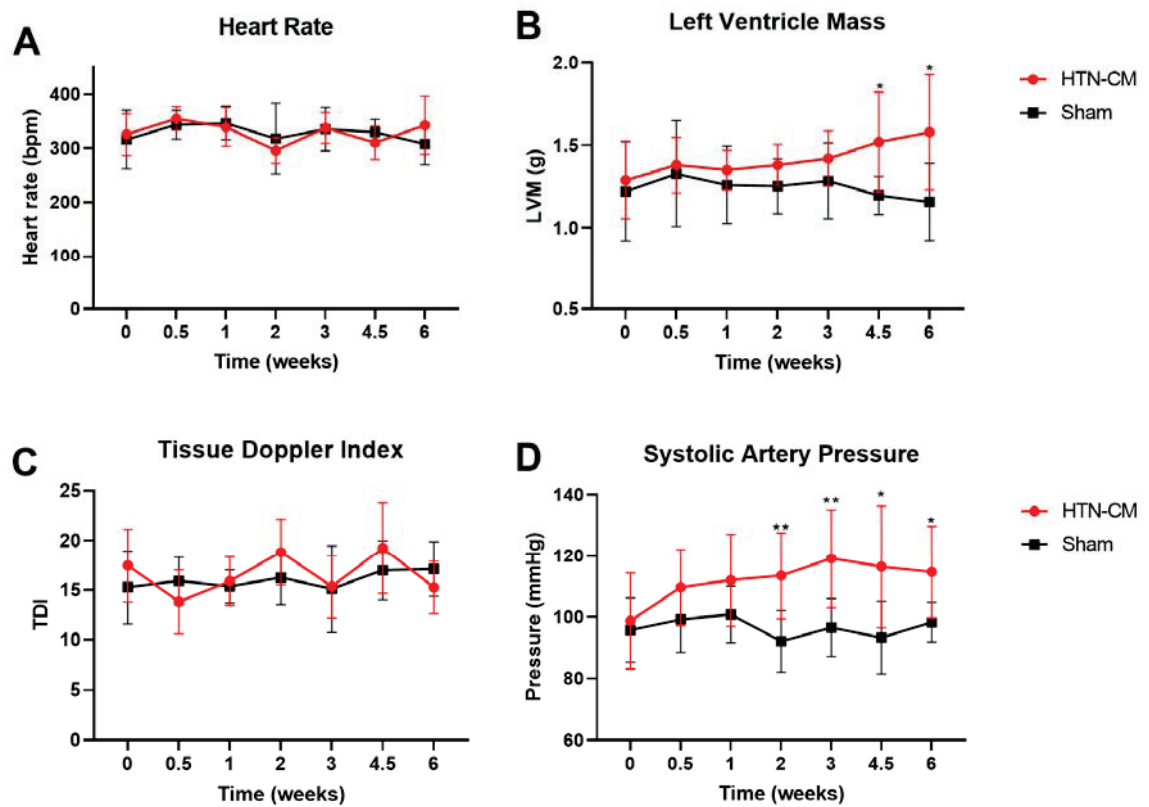 A
Heart Rate
Heart rate (bpm)
400
300
200
100
0
0 0.5 1 2 3 4.5 6
Time (weeks)
B
Left Ventricle Mass
LVM (g)
2.0
1.5
1.0
0.5
* *
0 0.5 1 2 3 4.5 6
Time (weeks)
HTN-CM
Sham
C
Tissue Doppler Index
TDI
25
20
15
10
5
0
0 0.5 1 2 3 4.5 6
Time (weeks)
D
Systolic Artery Pressure
Pressure (mmHg)
140
120
100
80
60
** ** * *
0 0.5 1 2 3 4.5 6
Time (weeks)
HTN-CM
Sham